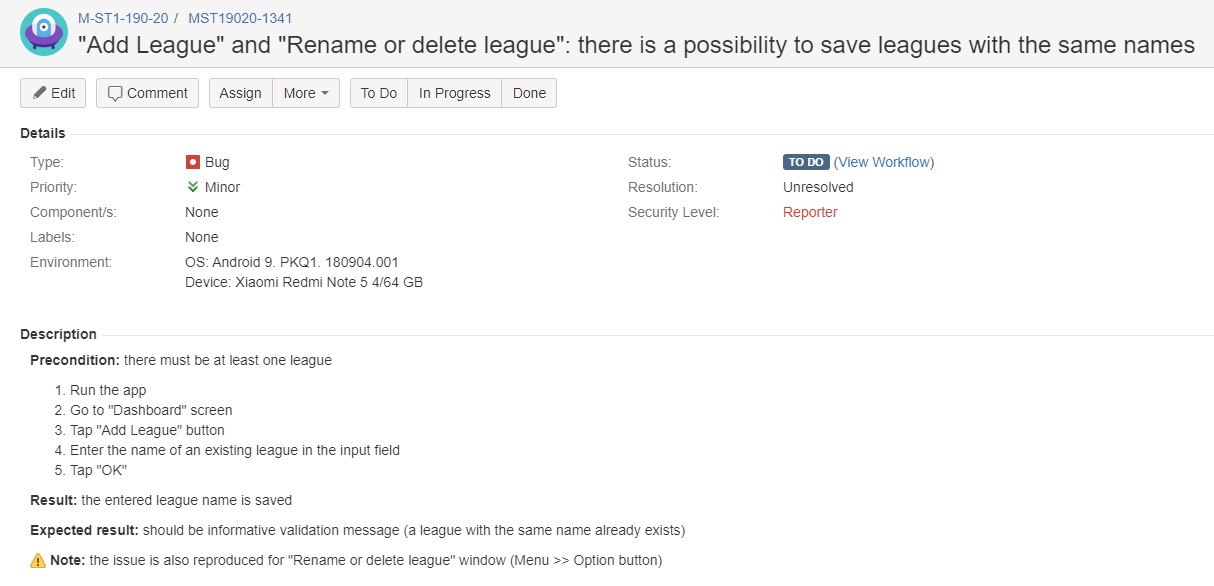 M-ST1-190-20 / MST19020-1341
"Add League" and "Rename or delete league": there is a possibility to save leagues with the same names
Edit Comment Assign More To Do In Progress Done
Details
Type: Bug Status: TO DO (View Workflow)
Priority: Minor Resolution: Unresolved
Component/s: None Security Level: Reporter
Labels: None
Environment: OS: Android 9. PKQ1. 180904.001
Device: Xiaomi Redmi Note 5 4/64 GB
Description
Precondition: there must be at least one league
1. Run the app
2. Go to "Dashboard" screen
3. Tap "Add League" button
4. Enter the name of an existing league in the input field
5. Tap "OK"
Result: the entered league name is saved
Expected result: should be informative validation message (a league with the same name already exists)
Note: the issue is also reproduced for "Rename or delete league" window (Menu >> Option button)